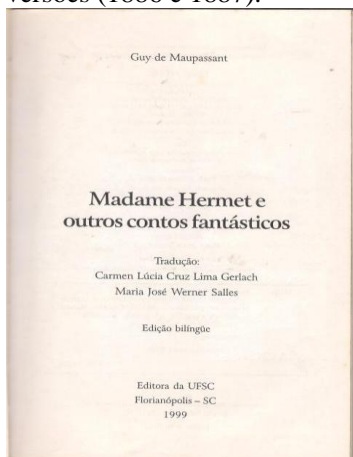 versões (1886 e 1887).
Guy de Maupassant
Madame Hermet e
outros contos fantásticos
Tradução:
Carmen Lúcia Cruz Lima Gerlach
Maria José Werner Salles
Edição bilíngüe
Editora da UFSC
Florianópolis – SC
1999